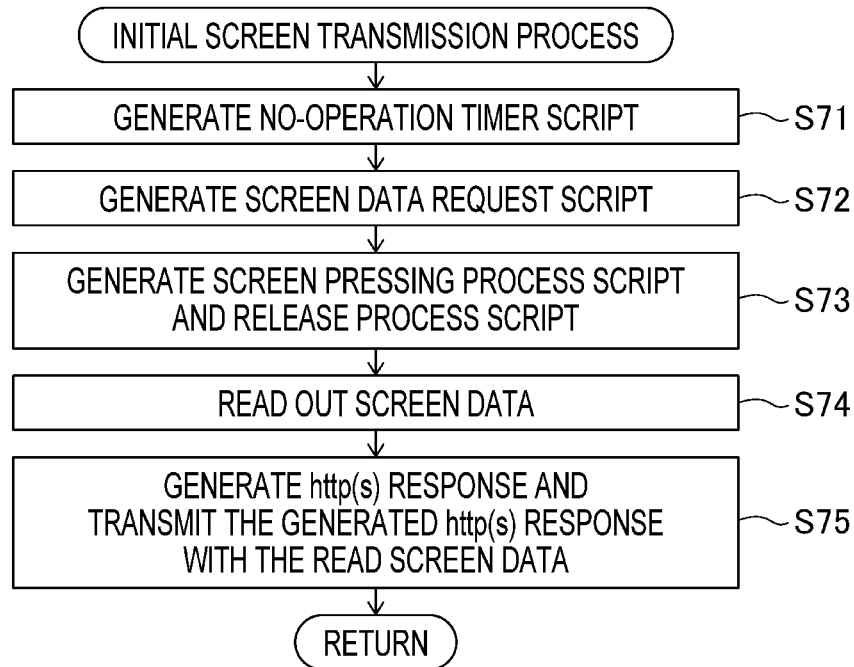 INITIAL SCREEN TRANSMISSION PROCESS
GENERATE NO-OPERATION TIMER SCRIPT
S71
GENERATE SCREEN DATA REQUEST SCRIPT
S72
GENERATE SCREEN PRESSING PROCESS SCRIPT
AND RELEASE PROCESS SCRIPT
S73
READ OUT SCREEN DATA
S74
GENERATE http(s) RESPONSE AND
TRANSMIT THE GENERATED http(s) RESPONSE
WITH THE READ SCREEN DATA
S75
RETURN